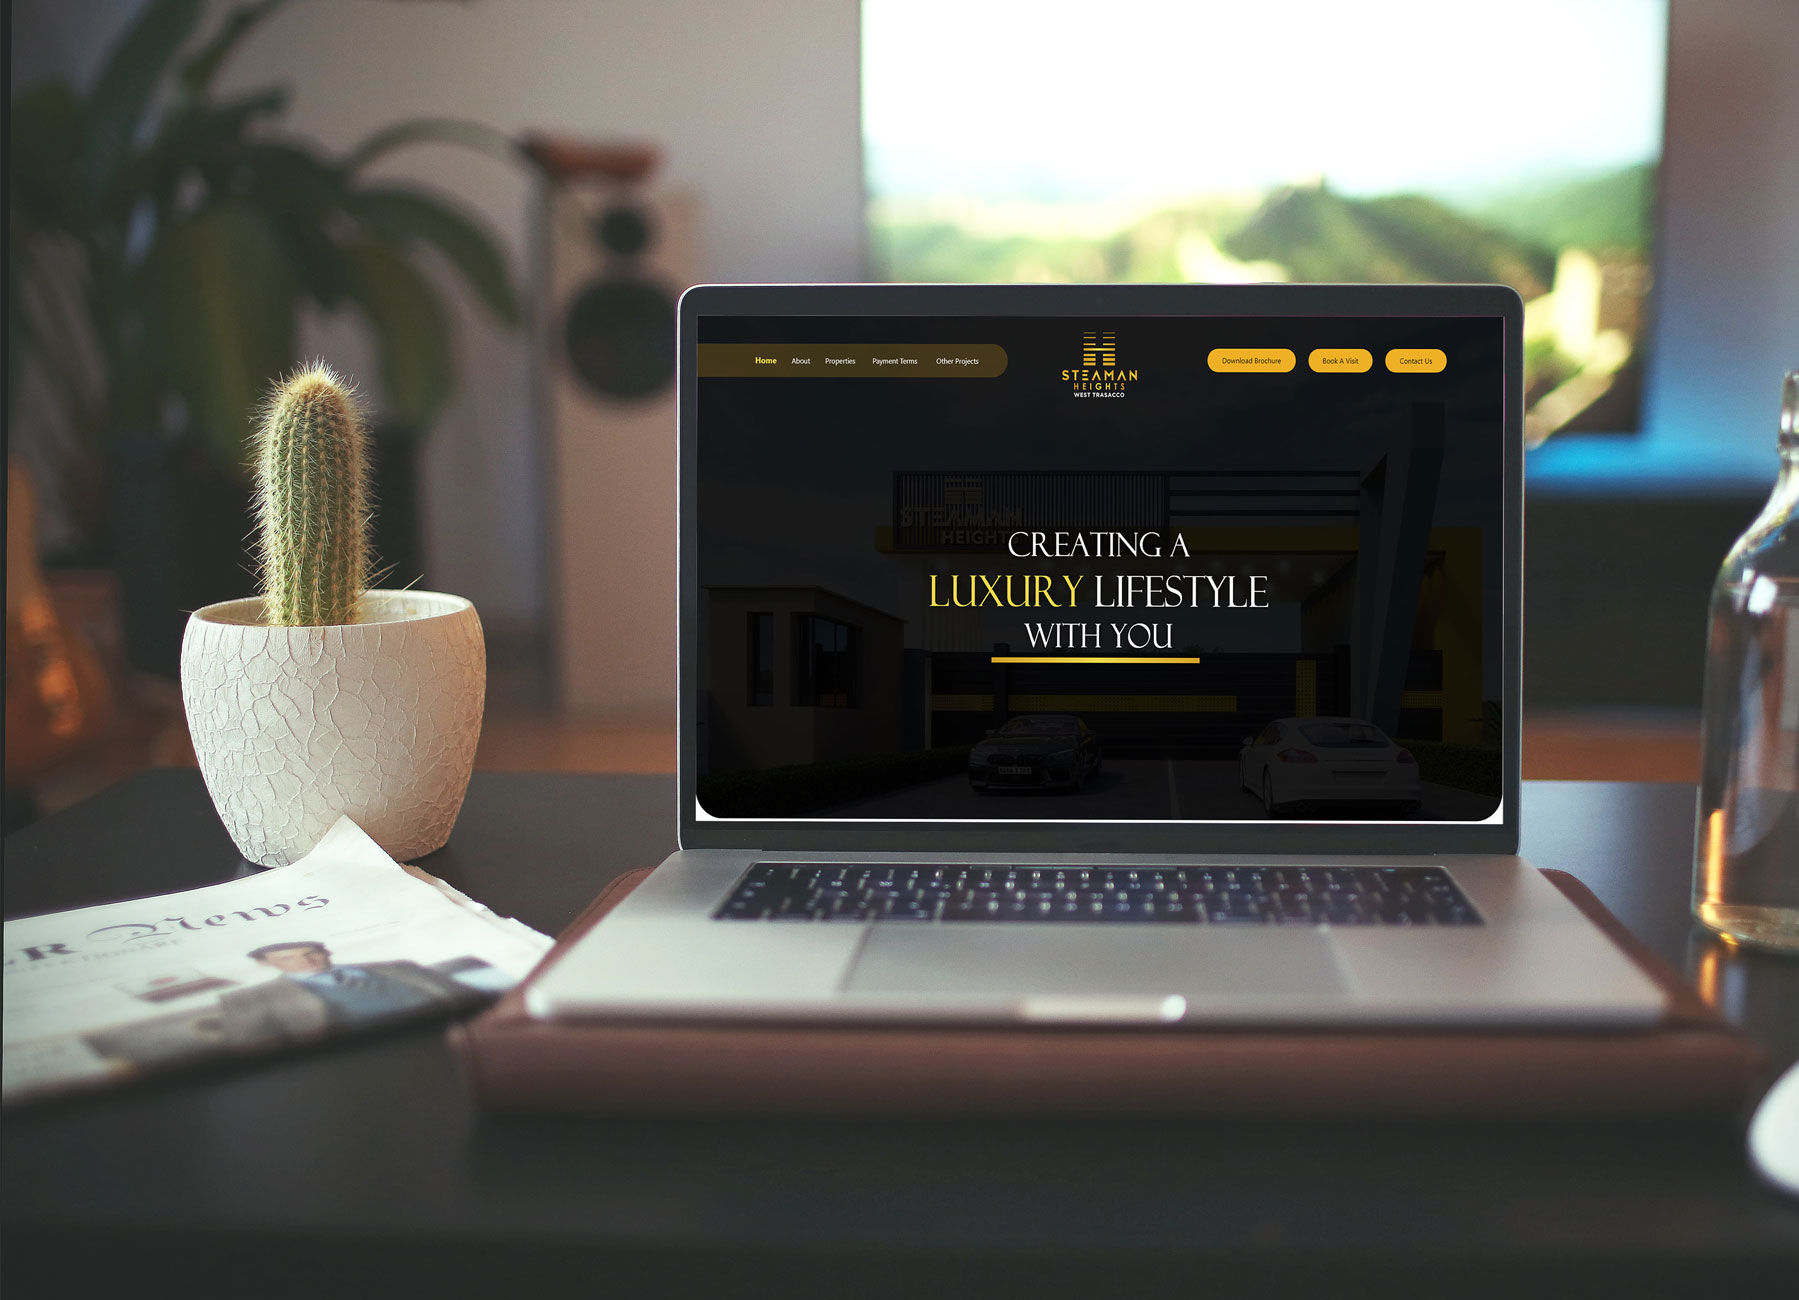 Home About Properties Payment Terms Other Projects
STEAMAN
HEIGHTS
WEST TRASACCO
Download Brochure Book A Visit Contact Us
STEAMAN
HEIGHTS
CREATING A
LUXURY LIFESTYLE
WITH YOU
R News